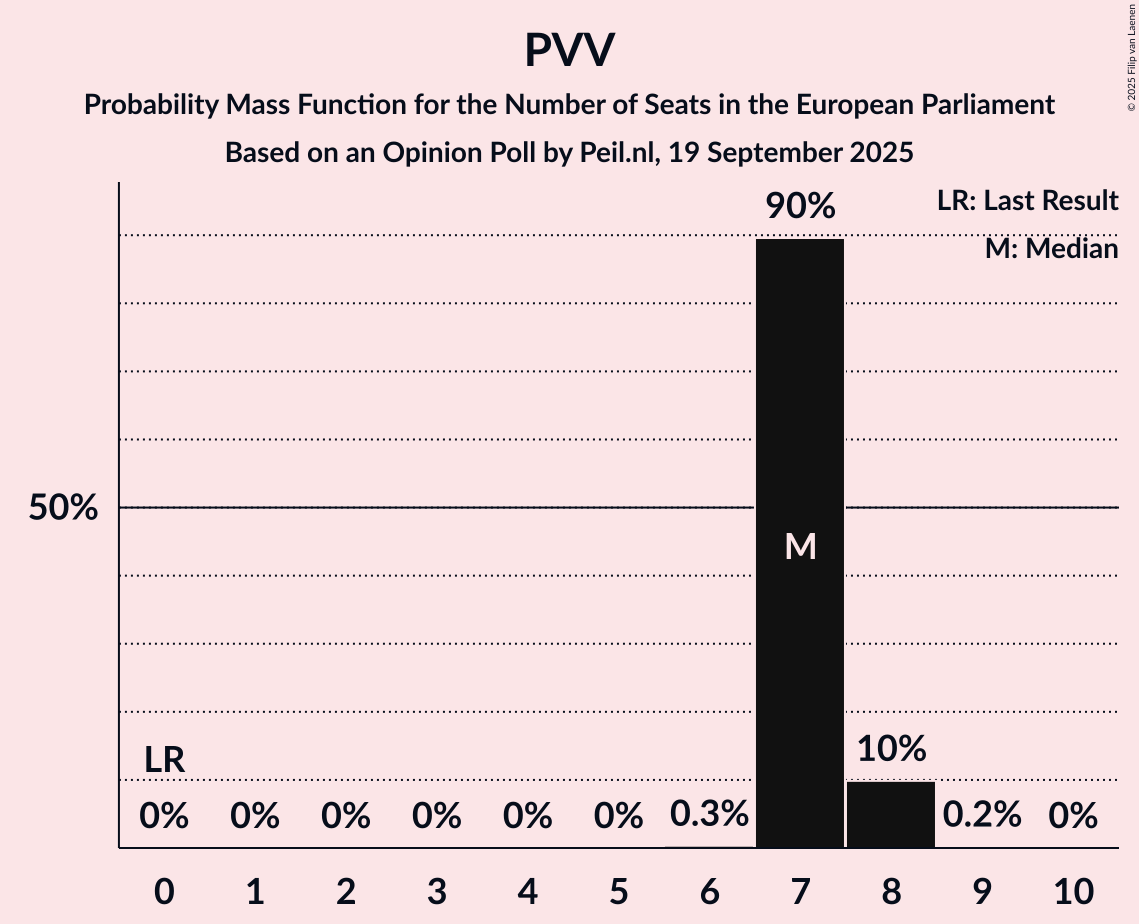 PVV
Probability Mass Function for the Number of Seats in the European Parliament
Based on an Opinion Poll by Peil.nl, 19 September 2025
© 2025 Filip van Laenen
LR: Last Result
M: Median
90%
50%
M
LR
10%
0% 0% 0% 0% 0% 0% 0.3% 0.2% 0%
0 1 2 3 4 5 6 7 8 9 10